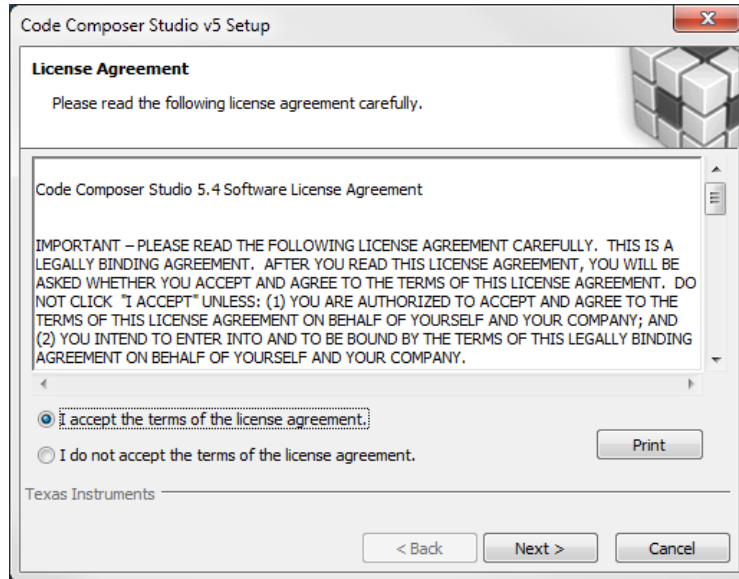 Code Composer Studio v5 Setup
License Agreement
Please read the following license agreement carefully.
Code Composer Studio 5.4 Software License Agreement
IMPORTANT – PLEASE READ THE FOLLOWING LICENSE AGREEMENT CAREFULLY. THIS IS A
LEGALLY BINDING AGREEMENT. AFTER YOU READ THIS LICENSE AGREEMENT, YOU WILL BE
ASKED WHETHER YOU ACCEPT AND AGREE TO THE TERMS OF THIS LICENSE AGREEMENT. DO
NOT CLICK "I ACCEPT" UNLESS: (1) YOU ARE AUTHORIZED TO ACCEPT AND AGREE TO THE
TERMS OF THIS LICENSE AGREEMENT ON BEHALF OF YOURSELF AND YOUR COMPANY; AND
(2) YOU INTEND TO ENTER INTO AND TO BE BOUND BY THE TERMS OF THIS LEGALLY BINDING
AGREEMENT ON BEHALF OF YOURSELF AND YOUR COMPANY.
I accept the terms of the license agreement.
I do not accept the terms of the license agreement.
Print
Texas Instruments
< Back Next > Cancel